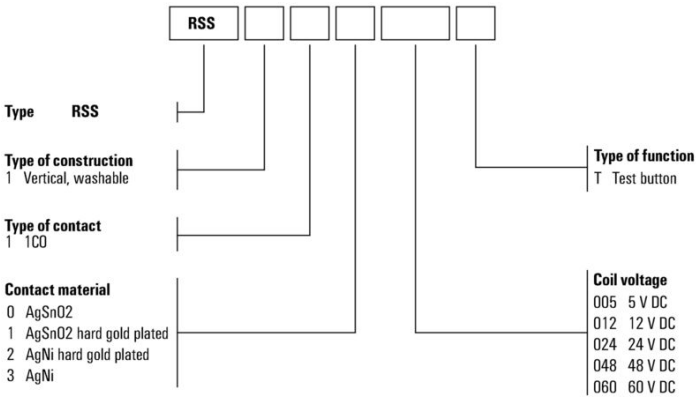 RSS
Type RSS
Type of construction
1 Vertical, washable
Type of contact
1 1CO
Contact material
0 AgSnO2
1 AgSnO2 hard gold plated
2 AgNi hard gold plated
3 AgNi
Type of function
T Test button
Coil voltage
005 5 V DC
012 12 V DC
024 24 V DC
048 48 V DC
060 60 V DC